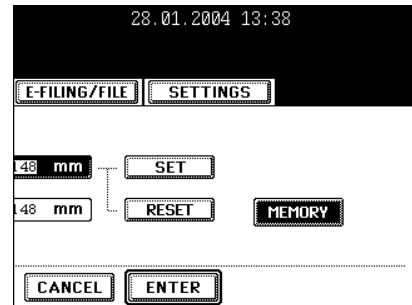 28.01.2004 13:38
E-FILING/FILE SETTINGS
148 mm SET
148 mm RESET MEMORY
CANCEL ENTER